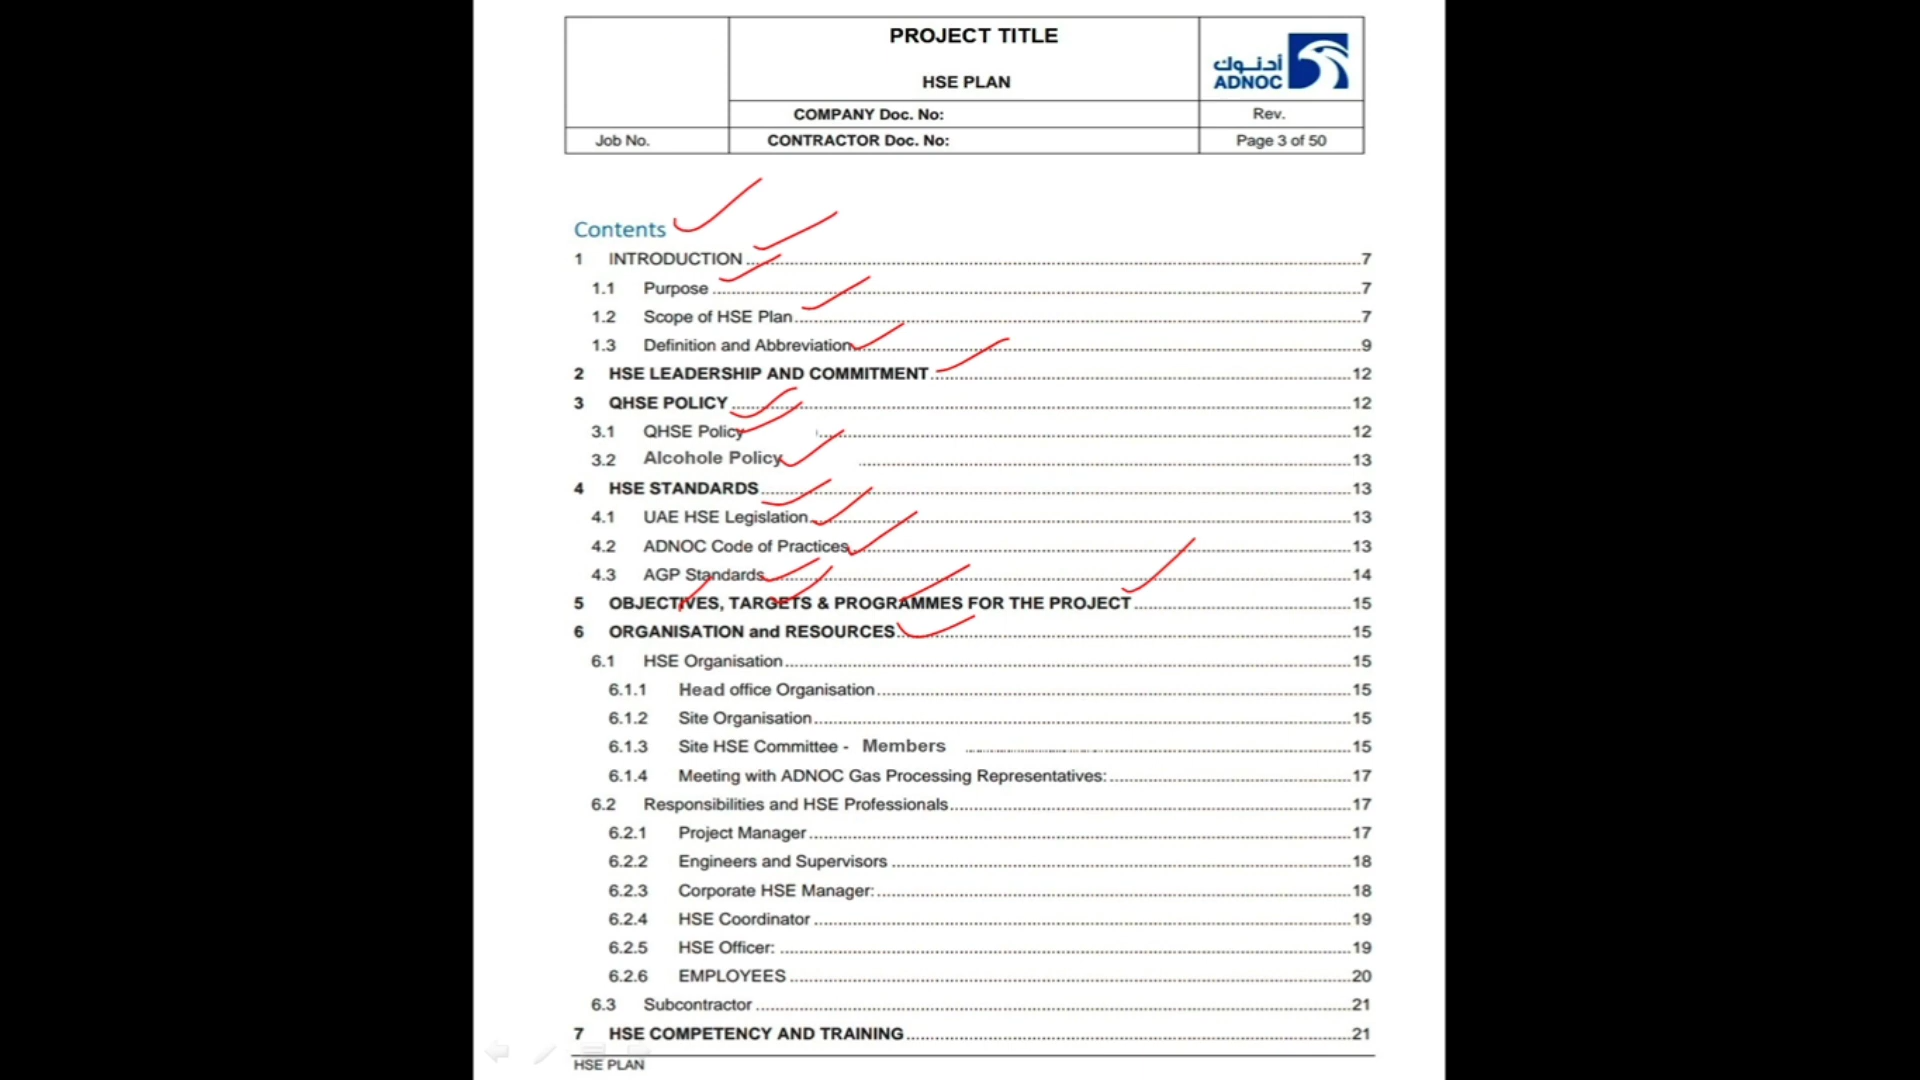 PROJECT TITLE
HSE PLAN
أدنوك
ADNOC
COMPANY Doc. No:
Rev.
Job No.
CONTRACTOR Doc. No:
Page 3 of 50
Contents
1 INTRODUCTION 7
1.1 Purpose 7
1.2 Scope of HSE Plan 7
1.3 Definition and Abbreviation 9
2 HSE LEADERSHIP AND COMMITMENT 12
3 QHSE POLICY 12
3.1 QHSE Policy 12
3.2 Alcohole Policy 13
4 HSE STANDARDS 13
4.1 UAE HSE Legislation 13
4.2 ADNOC Code of Practices 13
4.3 AGP Standards 14
5 OBJECTIVES, TARGETS & PROGRAMMES FOR THE PROJECT 15
6 ORGANISATION and RESOURCES 15
6.1 HSE Organisation 15
6.1.1 Head office Organisation 15
6.1.2 Site Organisation 15
6.1.3 Site HSE Committee - Members 15
6.1.4 Meeting with ADNOC Gas Processing Representatives: 17
6.2 Responsibilities and HSE Professionals 17
6.2.1 Project Manager 17
6.2.2 Engineers and Supervisors 18
6.2.3 Corporate HSE Manager: 18
6.2.4 HSE Coordinator 19
6.2.5 HSE Officer: 19
6.2.6 EMPLOYEES 20
6.3 Subcontractor 21
7 HSE COMPETENCY AND TRAINING 21
HSE PLAN